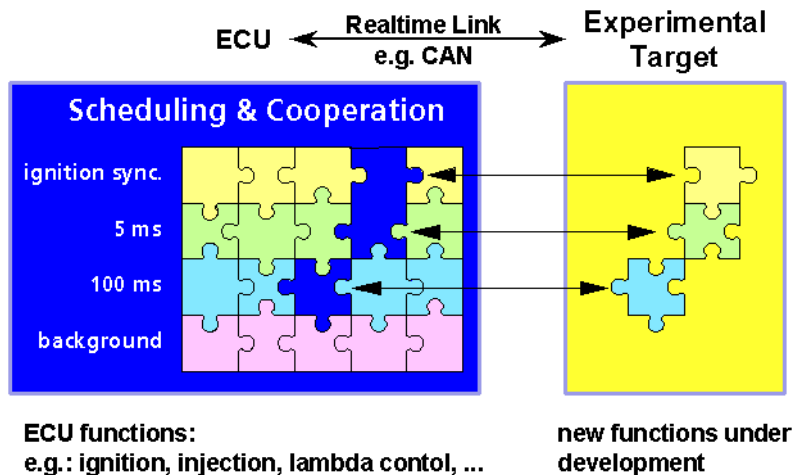 ECU
Realtime Link
e.g. CAN
Experimental
Target
Scheduling & Cooperation
ignition sync.
5 ms
100 ms
background
ECU functions:
e.g.: ignition, injection, lambda contol, ...
new functions under
development